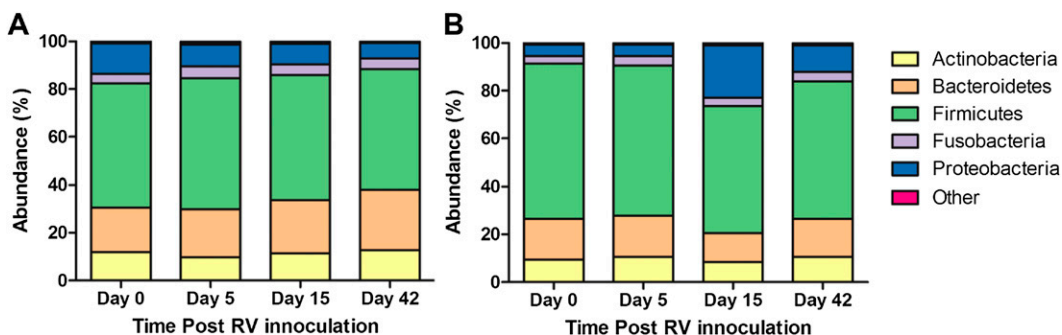 A
Abundance (%)
100
80
60
40
20
0
Day 0 Day 5 Day 15 Day 42
Time Post RV innoculation
B
Abundance (%)
100
80
60
40
20
0
Day 0 Day 5 Day 15 Day 42
Time Post RV innoculation
Actinobacteria
Bacteroidetes
Firmicutes
Fusobacteria
Proteobacteria
Other